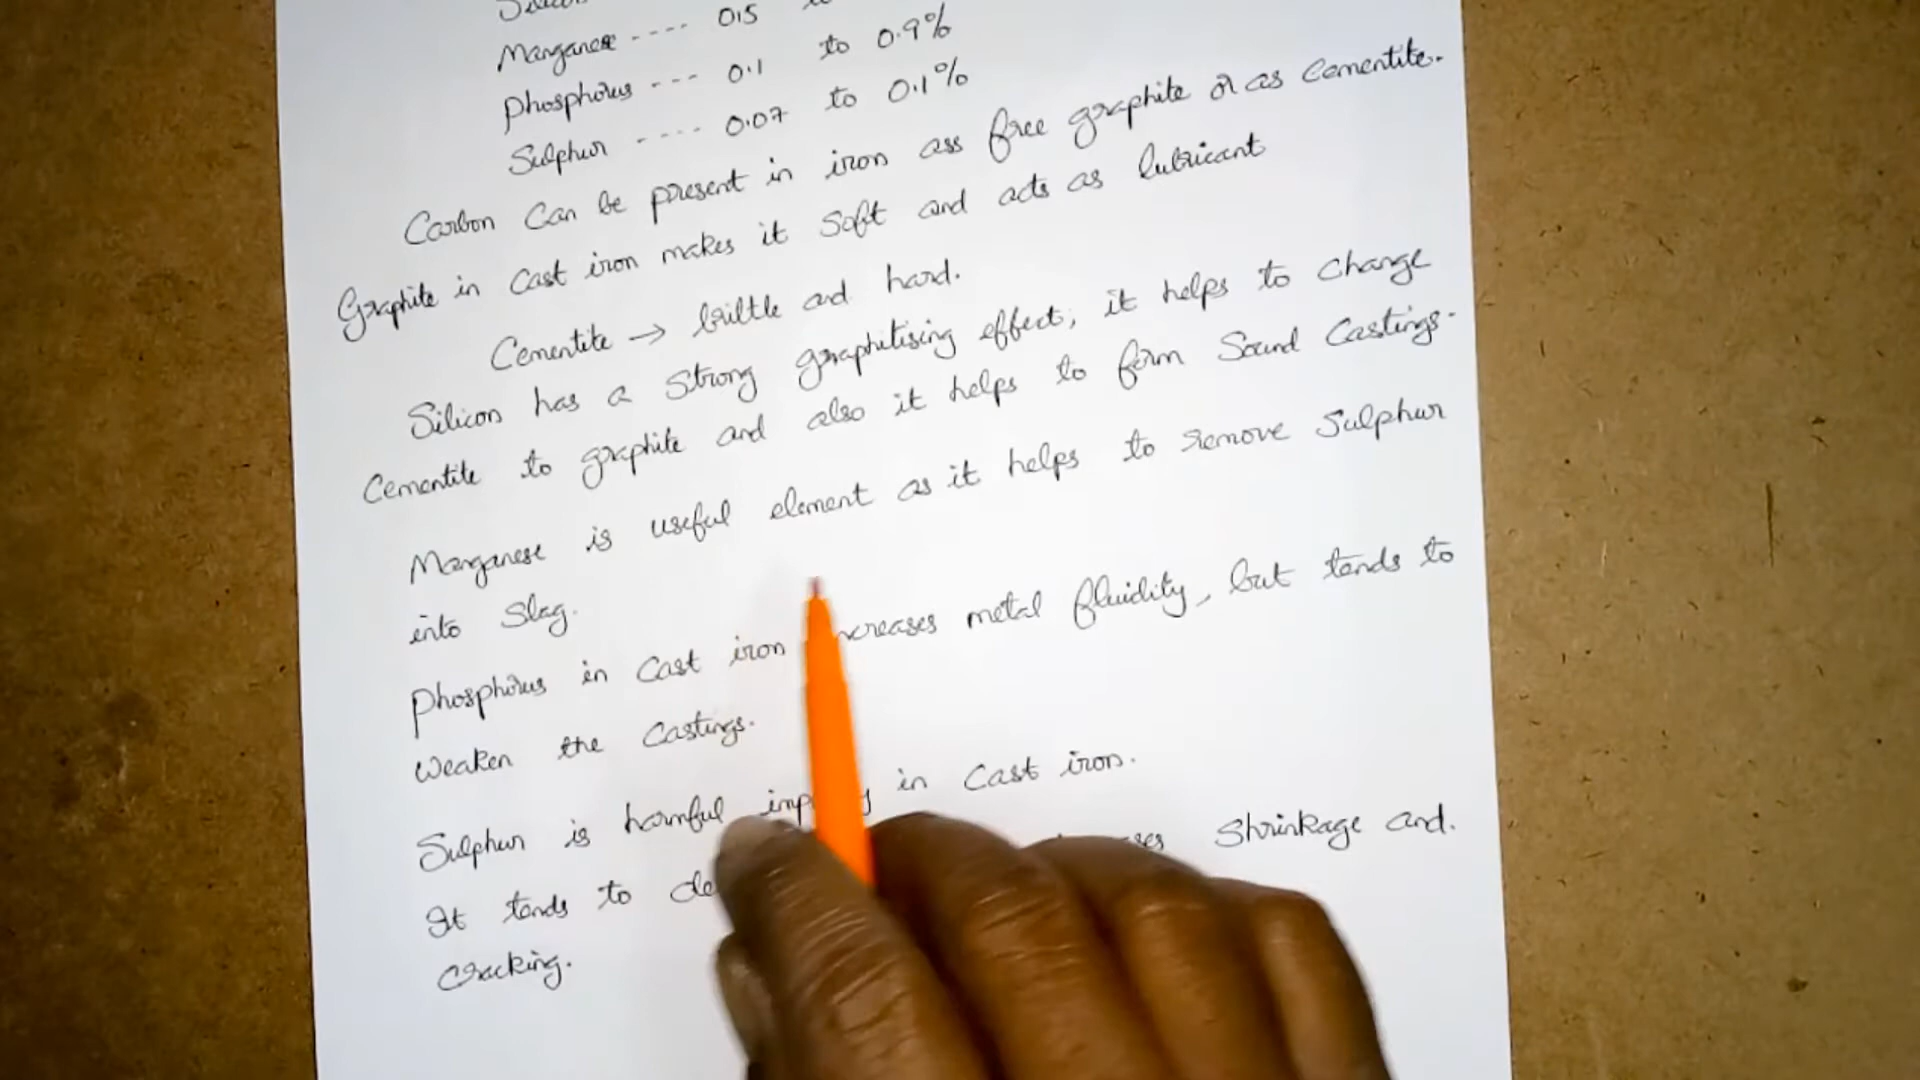 Manganese ---- 0.5
Phosphorus --- 0.1 to 0.9%
Sulphur ---- 0.07 to 0.1%
Carbon can be present in iron ass free graphite or as Cementite.
Graphite in cast iron makes it soft and acts as lubricant
Cementite → brittle and hard.
Silicon has a strong graphitising effect, it helps to change
Cementite to graphite and also it helps to form Sound Castings.
Manganese is useful element as it helps to remove Sulphur
into Slag.
Phosphorus in Cast iron metal fluidity, but tends to
weaken the Castings.
Sulphur is harmful in Cast iron.
It tends to Shrinkage and.
Cracking.